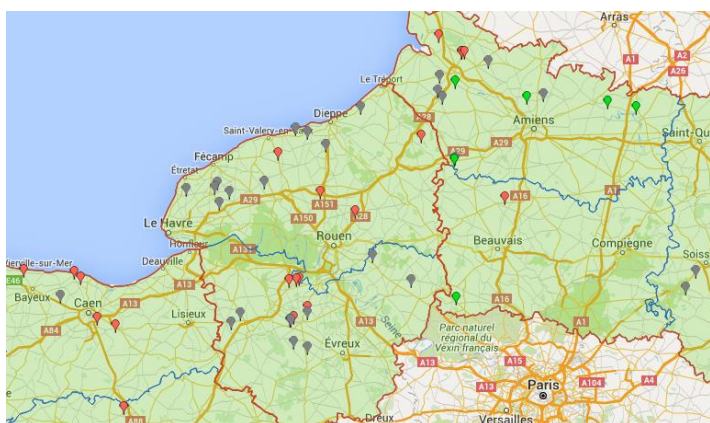 Arras
A1
A2
A26
Le Tréport
Dieppe
Saint-Valery-en-
A28
Amiens
Saint-Qu
Fécamp
A29
A29
Étretat
A29
A151
A16
A1
A150
A28
Le Havre
Rouen
Beauvais
Compiègne
Honfleur
A131
Soiss
Vierville-sur-Mer
Deauville
E46
Bayeux
A13
A13
Caen
A16
A84
Lisieux
A13
Seine
A1
Parc naturel
régional du
Vexin français
Évreux
A13
A15
A4
A13
A104
Paris
Dreux
Versailles
A88